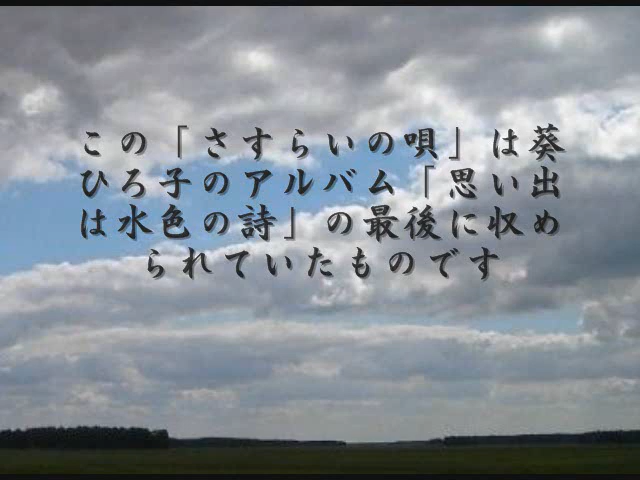 この「さすらいの唄」は葵
ひろ子のアルバム「思い出
は水色の詩」の最後に収め
られていたものです